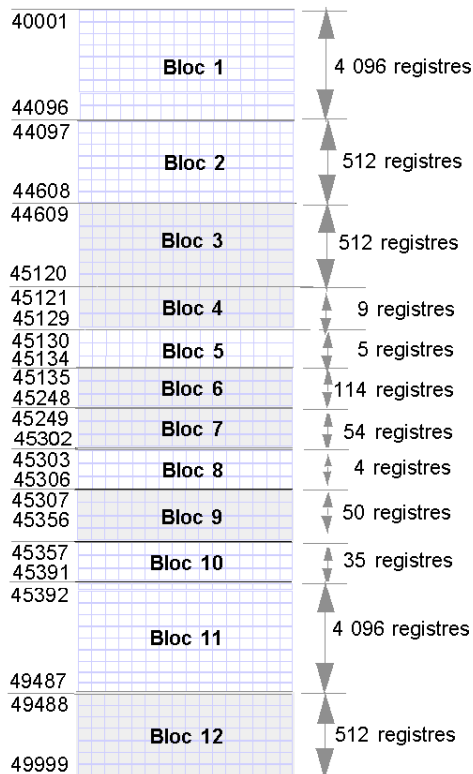 40001
Bloc 1
4 096 registres
44096
44097
Bloc 2
512 registres
44608
44609
Bloc 3
512 registres
45120
45121
Bloc 4
9 registres
45129
45130
Bloc 5
5 registres
45134
45135
Bloc 6
114 registres
45248
45249
Bloc 7
54 registres
45302
45303
Bloc 8
4 registres
45306
45307
Bloc 9
50 registres
45356
45357
Bloc 10
35 registres
45391
45392
Bloc 11
4 096 registres
49487
49488
Bloc 12
512 registres
49999